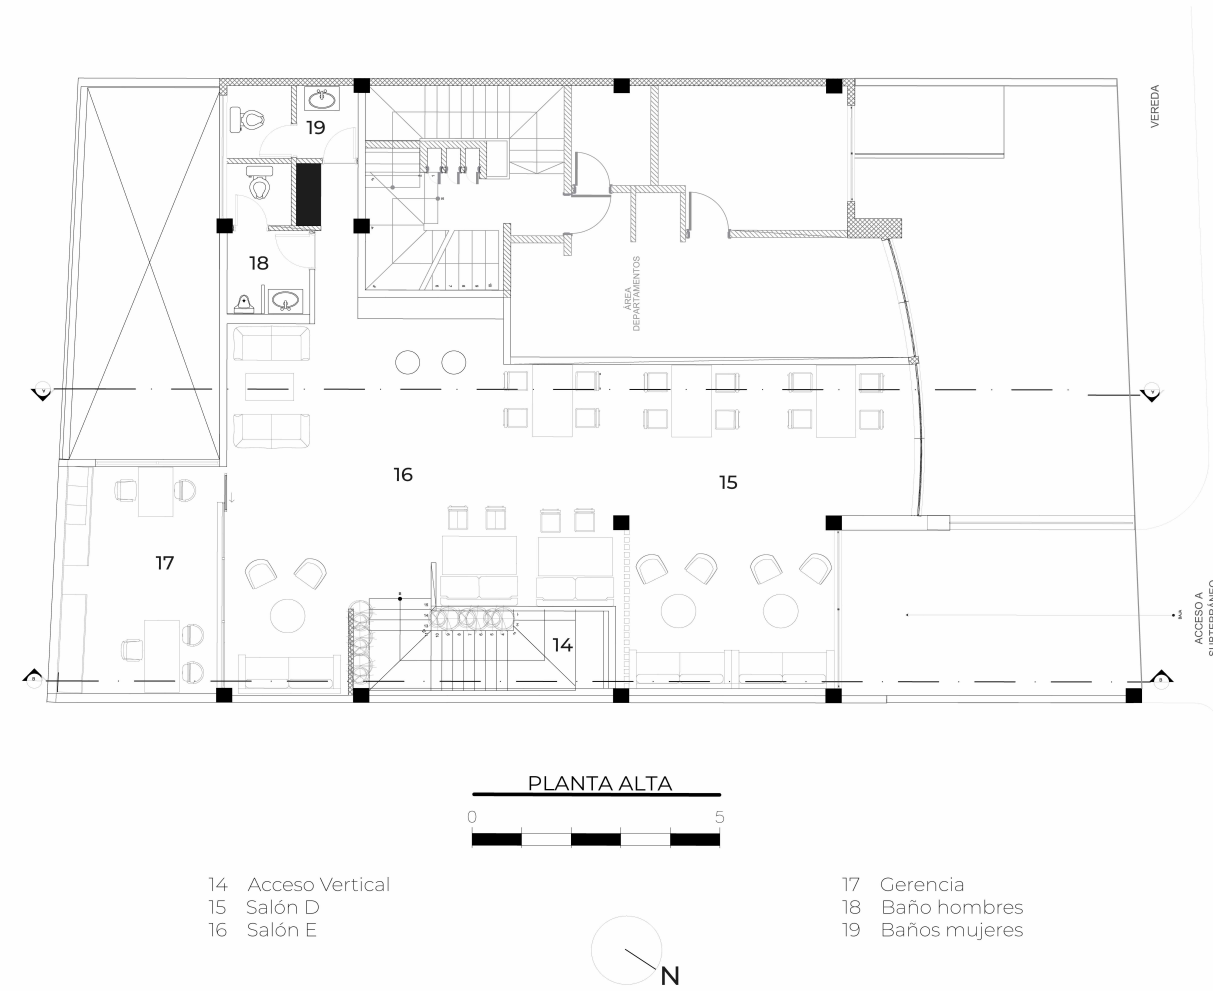 VEREDA
19
18
ÁREA
DEPARTAMENTOS
16
15
17
14
ACCESO A
SUBTERRÁNEO
PLANTA ALTA
0 5
14 Acceso Vertical
15 Salón D
16 Salón E
17 Gerencia
18 Baño hombres
19 Baños mujeres
N